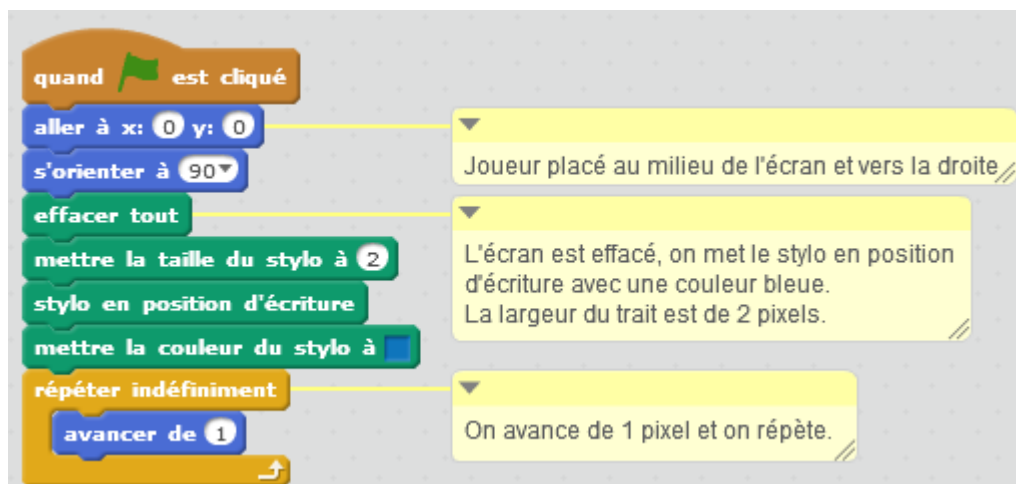 quand est cliqué
aller à x: 0 y: 0
Joueur placé au milieu de l'écran et vers la droite
s'orienter à 90
effacer tout
L'écran est effacé, on met le stylo en position
d'écriture avec une couleur bleue.
La largeur du trait est de 2 pixels.
mettre la taille du stylo à 2
stylo en position d'écriture
mettre la couleur du stylo à
répéter indéfiniment
On avance de 1 pixel et on répète.
avancer de 1